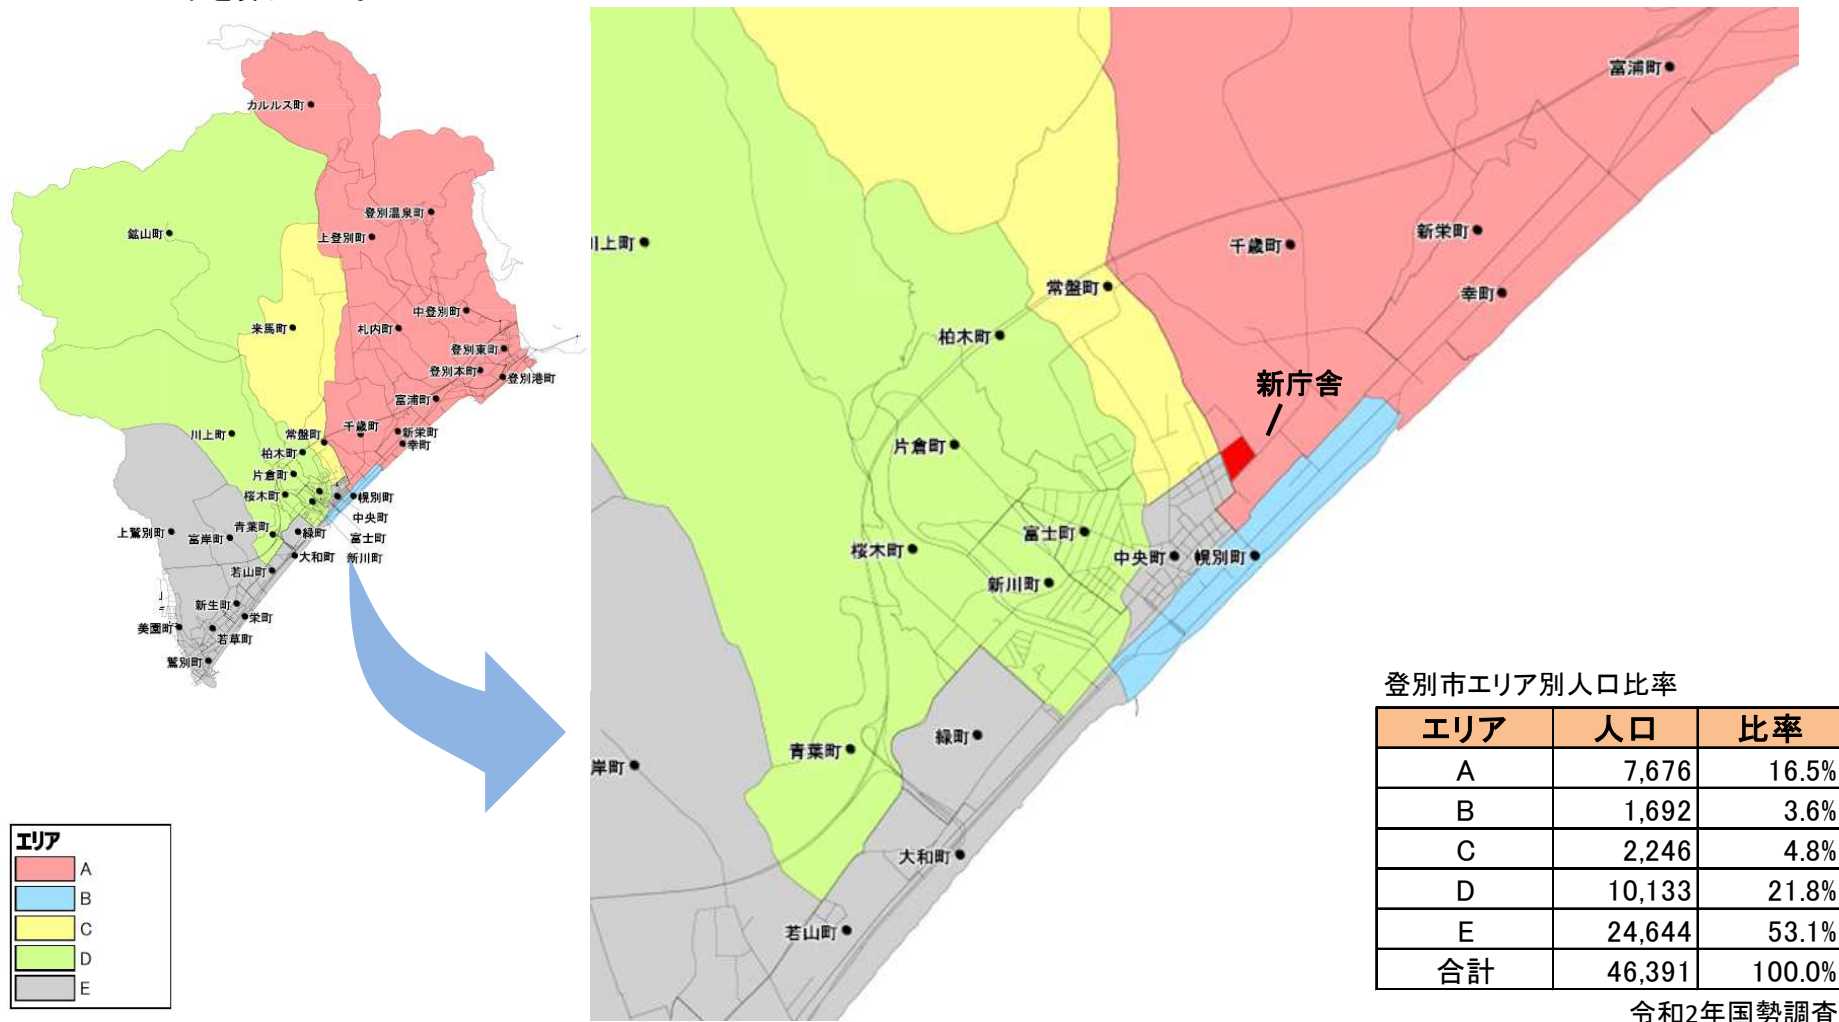 カルルス町
登別温泉町
上登別町
鉱山町
中登別町
来馬町
札内町
登別東町
登別本町
登別港町
富浦町
千歳町
新栄町
幸町
川上町
常盤町
柏木町
片倉町
桜木町
幌別町
中央町
青葉町
緑町
富士町
上鷲別町
富岸町
大和町
新川町
若山町
新生町
栄町
美園町
若草町
鷲別町
エリア
A
B
C
D
E
富浦町
新栄町
千歳町
川上町
常盤町
幸町
柏木町
新庁舎
片倉町
富士町
桜木町
中央町
幌別町
新川町
緑町
青葉町
岸町
大和町
若山町
登別市エリア別人口比率
エリア 人口 比率
A 7,676 16.5%
B 1,692 3.6%
C 2,246 4.8%
D 10,133 21.8%
E 24,644 53.1%
合計 46,391 100.0%
令和2年国勢調査